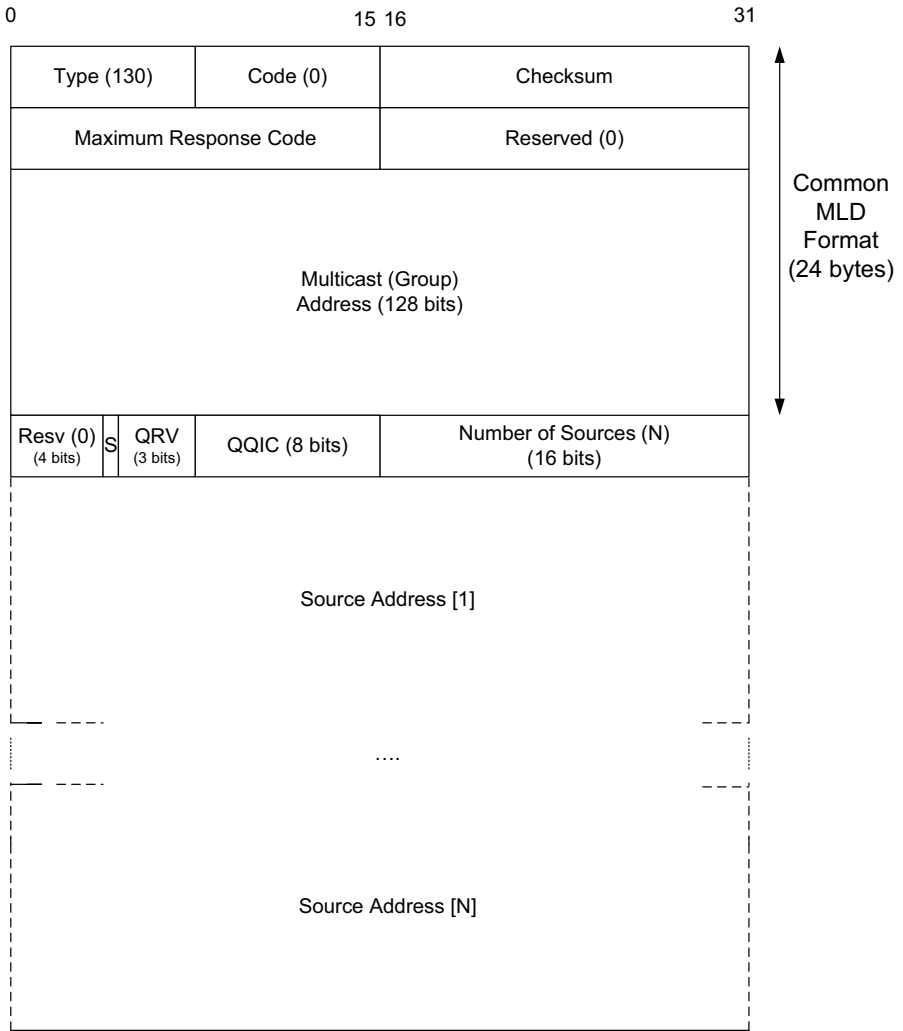 0 15 16 31
Type (130) Code (0) Checksum
Maximum Response Code Reserved (0)
Common
MLD
Format
(24 bytes)
Multicast (Group)
Address (128 bits)
Resv (0)
(4 bits)
S
QRV
(3 bits)
QQIC (8 bits)
Number of Sources (N)
(16 bits)
Source Address [1]
....
Source Address [N]